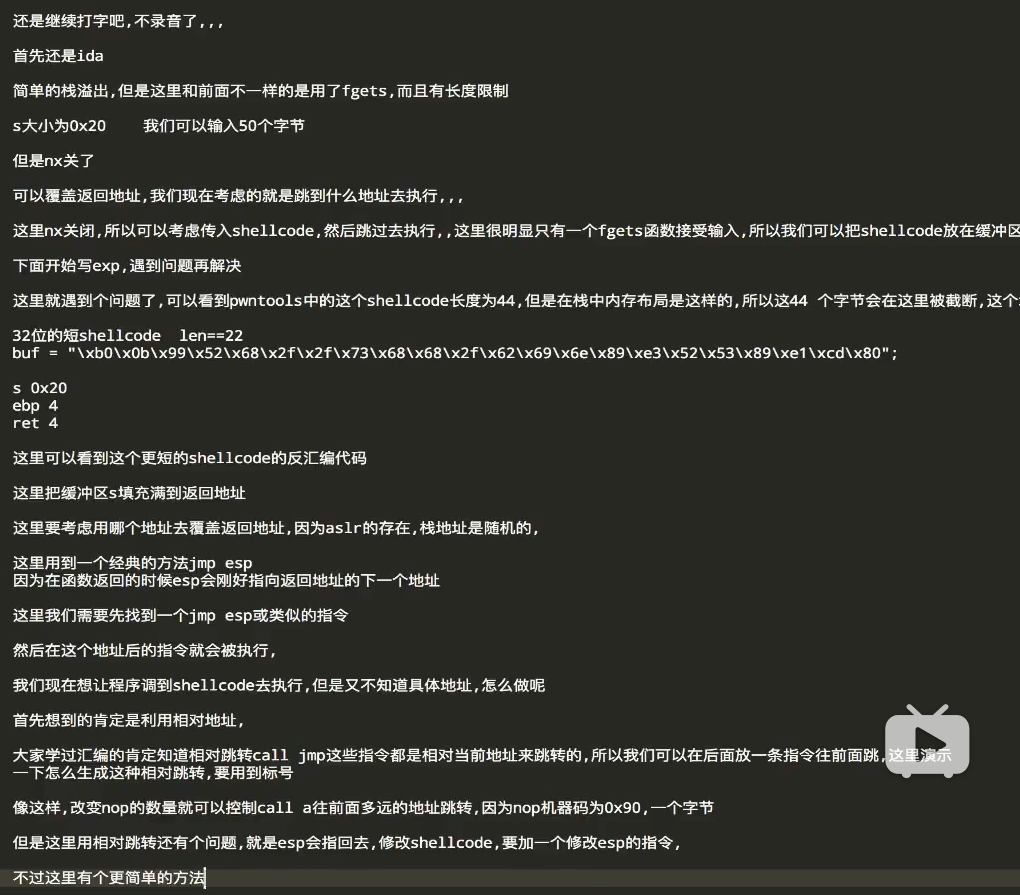 还是继续打字吧,不录音了,,,
首先还是ida
简单的栈溢出,但是这里和前面不一样的是用了fgets,而且有长度限制
s大小为0x20    我们可以输入50个字节
但是nx关了
可以覆盖返回地址,我们现在考虑的就是跳到什么地址去执行,,,
这里nx关闭,所以可以考虑传入shellcode,然后跳过去执行,,这里很明显只有一个fgets函数接受输入,所以我们可以把shellcode放在缓冲区
下面开始写exp,遇到问题再解决
这里就遇到个问题了,可以看到pwntools中的这个shellcode长度为44,但是在栈中内存布局是这样的,所以这44 个字节会在这里被截断,这个
32位的短shellcode  len==22
buf = "\xb0\x0b\x99\x52\x68\x2f\x2f\x73\x68\x68\x2f\x62\x69\x6e\x89\xe3\x52\x53\x89\xe1\xcd\x80";
s 0x20
ebp 4
ret 4
这里可以看到这个更短的shellcode的反汇编代码
这里把缓冲区s填充满到返回地址
这里要考虑用哪个地址去覆盖返回地址,因为aslr的存在,栈地址是随机的,
这里用到一个经典的方法jmp esp
因为在函数返回的时候esp会刚好指向返回地址的下一个地址
这里我们需要先找到一个jmp esp或类似的指令
然后在这个地址后的指令就会被执行,
我们现在想让程序调到shellcode去执行,但是又不知道具体地址,怎么做呢
首先想到的肯定是利用相对地址,
大家学过汇编的肯定知道相对跳转call jmp这些指令都是相对当前地址来跳转的,所以我们可以在后面放一条指令往前面跳,这里演示
一下怎么生成这种相对跳转,要用到标号
像这样,改变nop的数量就可以控制call a往前面多远的地址跳转,因为nop机器码为0x90,一个字节
但是这里用相对跳转还有个问题,就是esp会指回去,修改shellcode,要加一个修改esp的指令,
不过这里有个更简单的方法